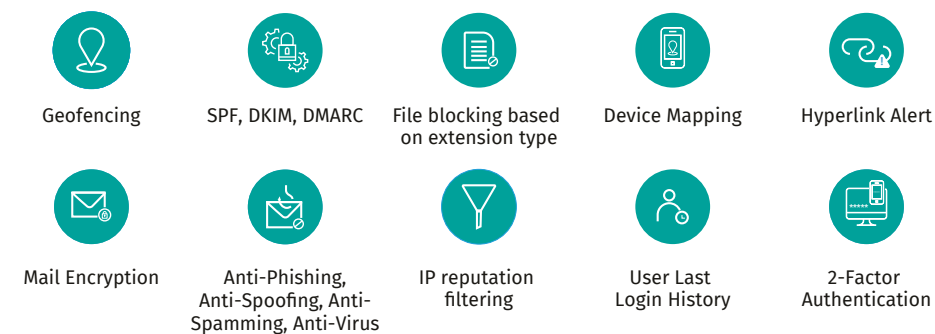 Geofencing
SPF, DKIM, DMARC
File blocking based
on extension type
Device Mapping
Hyperlink Alert
Mail Encryption
Anti-Phishing,
Anti-Spoofing, Anti-
Spamming, Anti-Virus
IP reputation
filtering
User Last
Login History
*****
2-Factor
Authentication